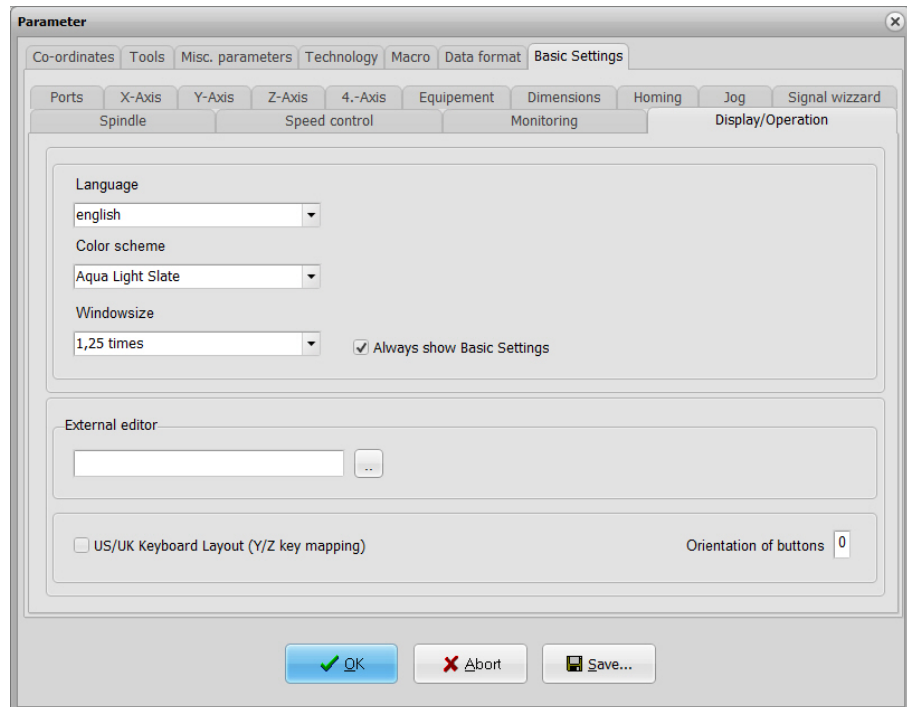 Parameter
Co-ordinates Tools Misc. parameters Technology Macro Data format Basic Settings
Ports X-Axis Y-Axis Z-Axis 4.-Axis Equipement Dimensions Homing Jog Signal wizzard
Spindle Speed control Monitoring Display/Operation
Language
english
Color scheme
Aqua Light Slate
Windowsize
1,25 times Always show Basic Settings
External editor
..
US/UK Keyboard Layout (Y/Z key mapping) Orientation of buttons 0
OK Abort Save...